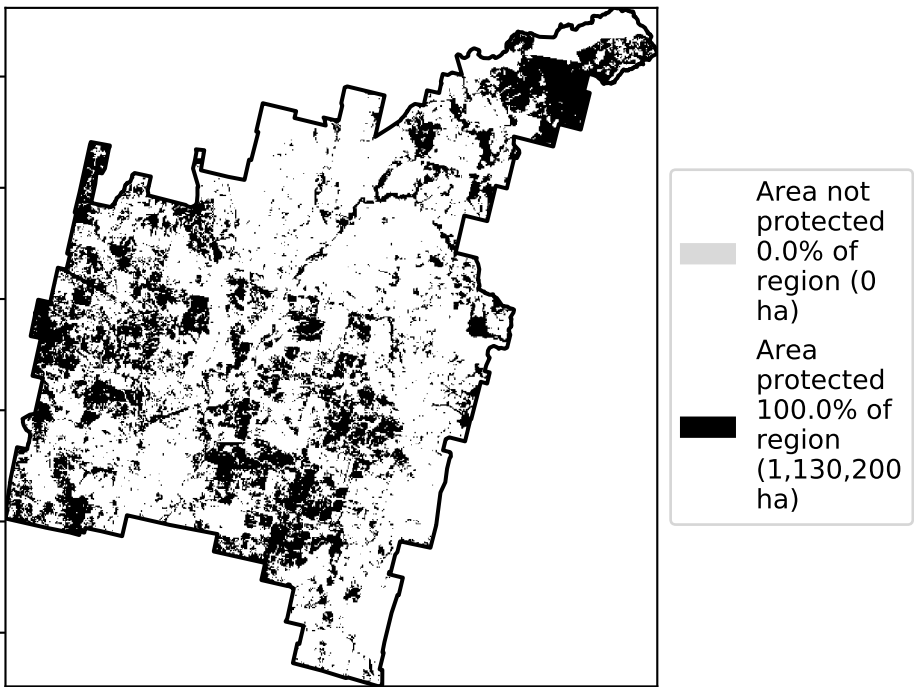 Area not
protected
0.0% of
region (0
ha)
Area
protected
100.0% of
region
(1,130,200
ha)